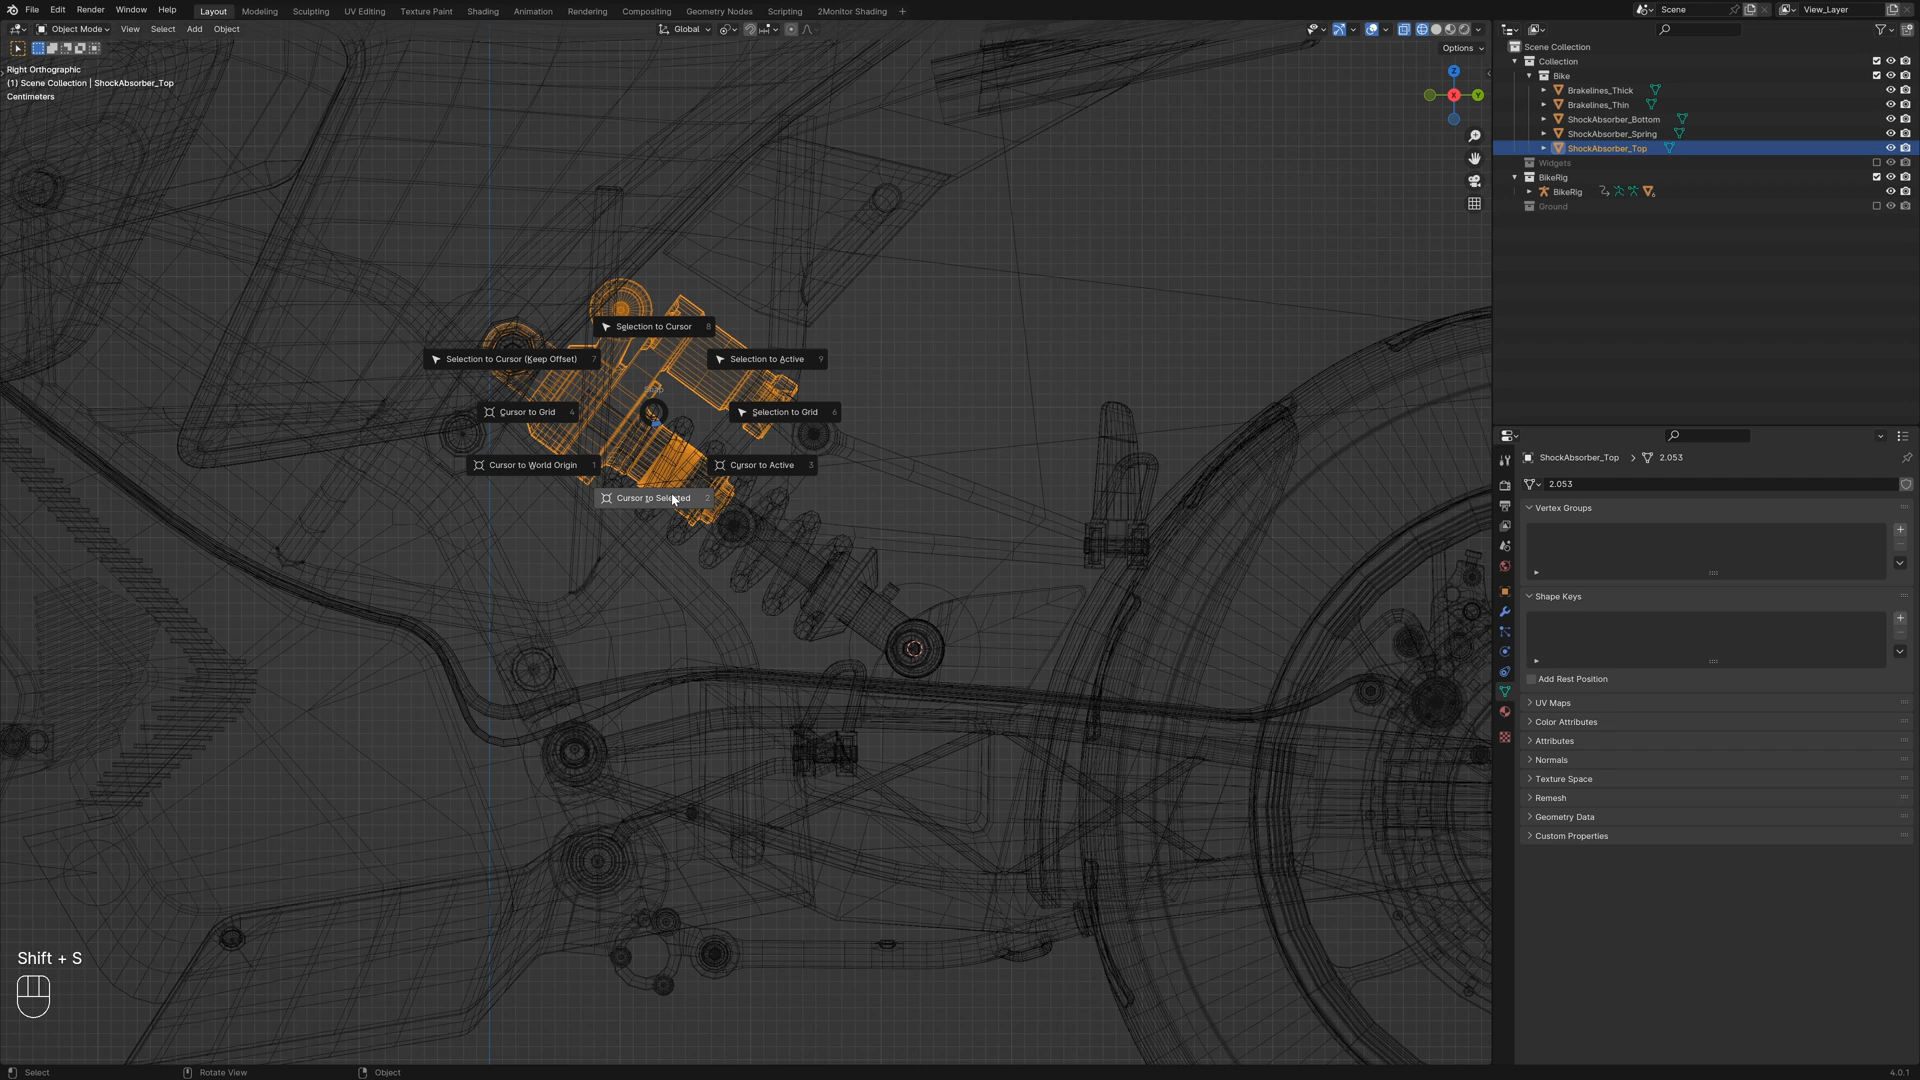 File Edit Render Window Help Layout Modeling Sculpting UV Editing Texture Paint Shading Animation Rendering Compositing Geometry Nodes Scripting 2Monitor Shading + Scene View_Layer
Object Mode View Select Add Object Global
Options
Right Orthographic
(1) Scene Collection | ShockAbsorber_Top
Centimeters
Z
X
Y
Selection to Cursor 8
Selection to Cursor (Keep Offset) 7
Selection to Active 9
Snap
Cursor to Grid 4
Selection to Grid 6
Cursor to World Origin 1
Cursor to Active 3
Cursor to Selected 2
Shift + S
Select Rotate View Object
4.0.1
Scene Collection
Collection
Bike
Brakelines_Thick
Brakelines_Thin
ShockAbsorber_Bottom
ShockAbsorber_Spring
ShockAbsorber_Top
Widgets
BikeRig
BikeRig
Ground
ShockAbsorber_Top 2.053
2.053
Vertex Groups
Shape Keys
Add Rest Position
UV Maps
Color Attributes
Attributes
Normals
Texture Space
Remesh
Geometry Data
Custom Properties